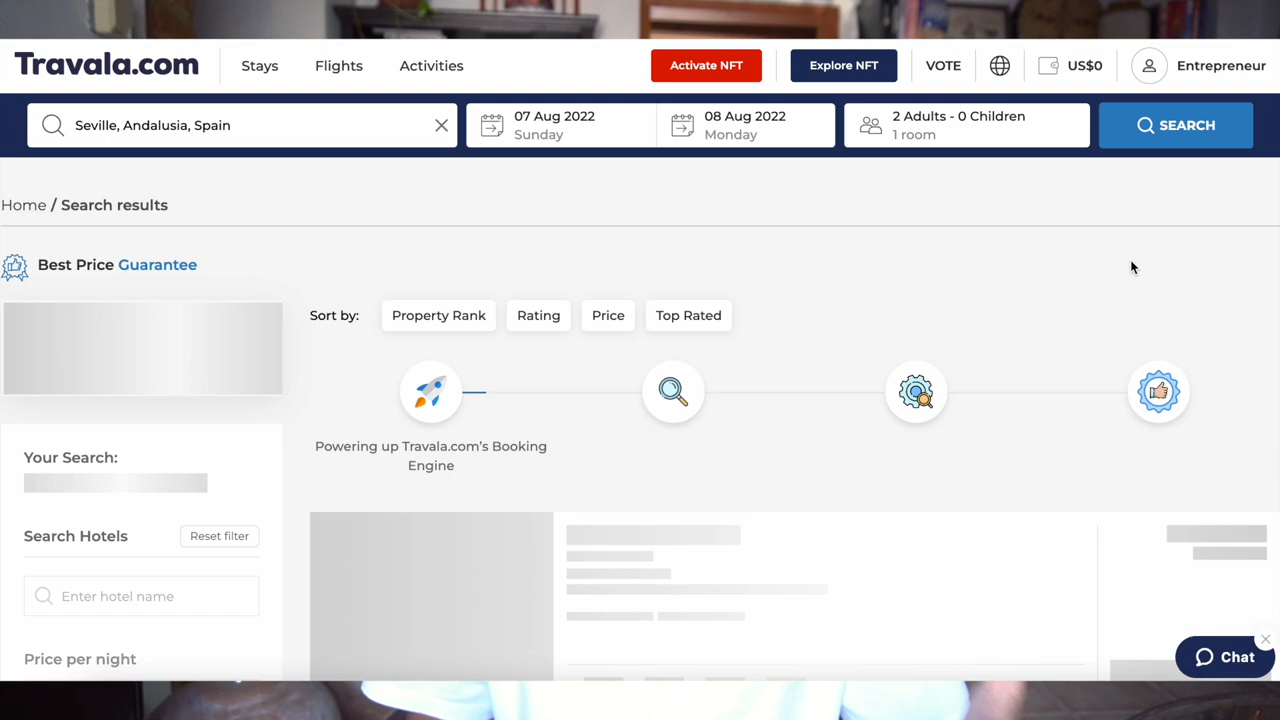 Travala.com
Stays
Flights
Activities
Activate NFT
Explore NFT
VOTE
US$0
Entrepreneur
Seville, Andalusia, Spain
07 Aug 2022
Sunday
08 Aug 2022
Monday
2 Adults - 0 Children
1 room
SEARCH
Home / Search results
Best Price Guarantee
Sort by:
Property Rank
Rating
Price
Top Rated
Powering up Travala.com's Booking
Engine
Your Search:
Search Hotels
Reset filter
Enter hotel name
Price per night
Chat